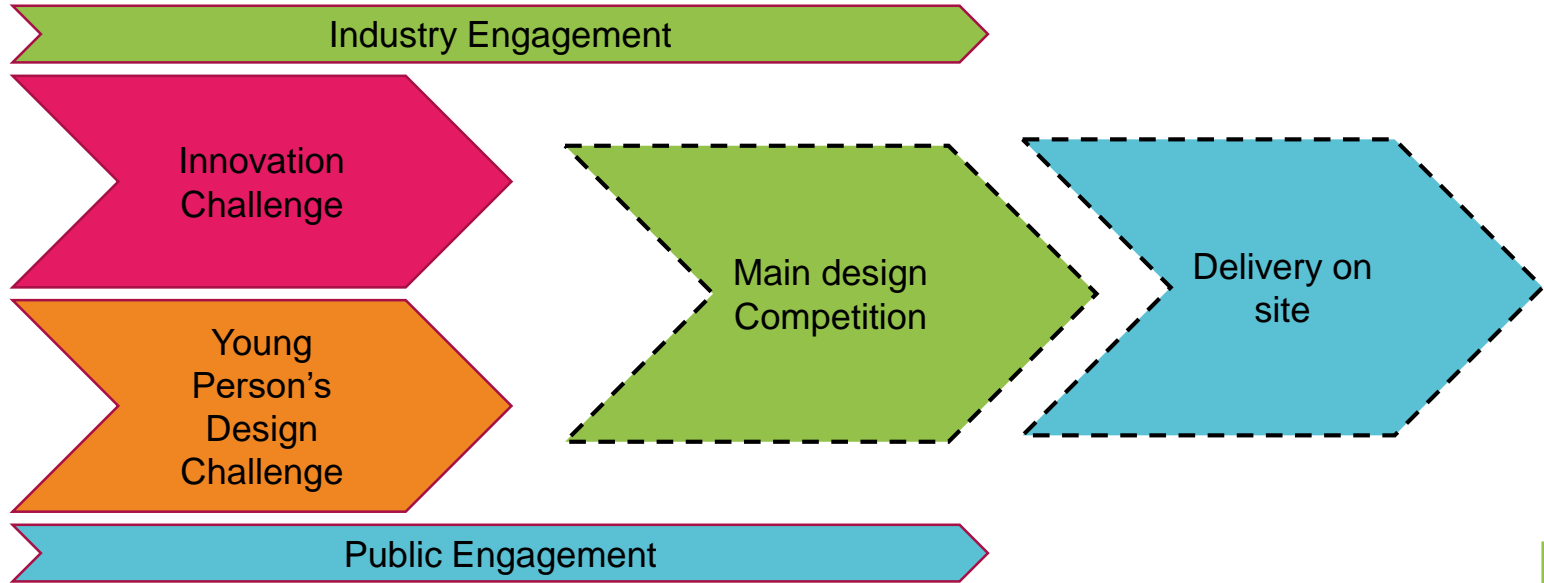 Industry Engagement
Innovation
Challenge
Young
Person’s
Design
Challenge
Main design
Competition
Delivery on
site
Public Engagement